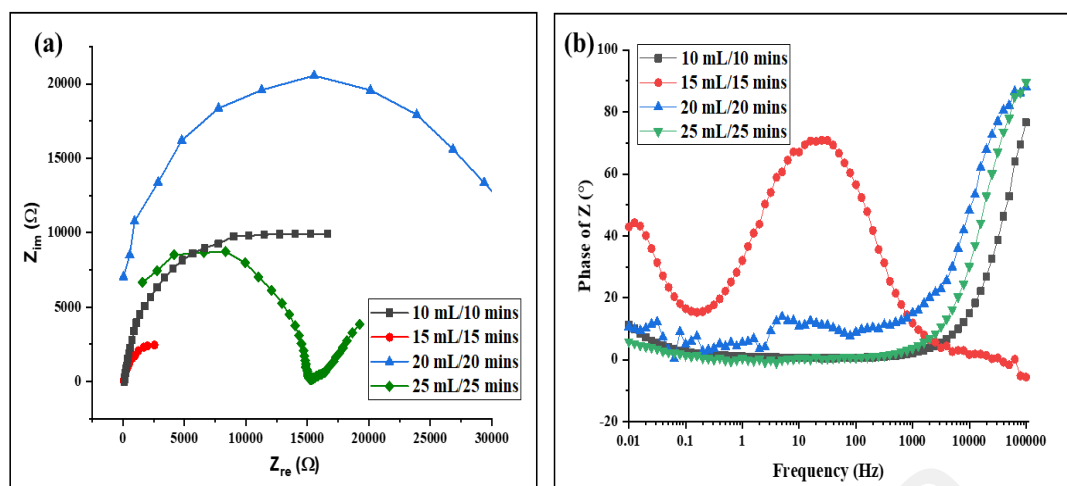 (a)
20000
15000
10000
5000
0
Z_im (Ω)
0 5000 10000 15000 20000 25000 30000
Z_re (Ω)
10 mL/10 mins
15 mL/15 mins
20 mL/20 mins
25 mL/25 mins
(b)
100
80
60
40
20
0
-20
Phase of Z (°)
10 mL/10 mins
15 mL/15 mins
20 mL/20 mins
25 mL/25 mins
0.01 0.1 1 10 100 1000 10000 100000
Frequency (Hz)